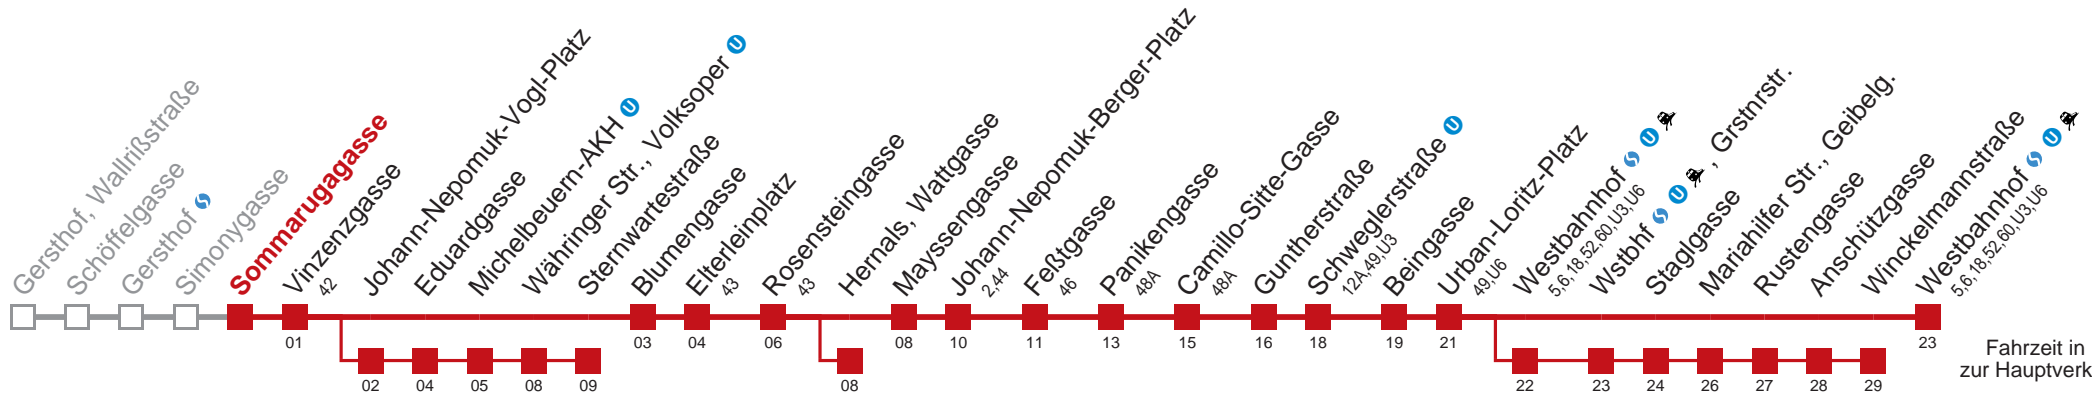 Gersthof, Wallrißstraße
Schöffelgasse
Gersthof
Simonygasse
Sommarugagasse
Vinzenzgasse
42
Johann-Nepomuk-Vogl-Platz
Eduardgasse
Michelbeuern-AKH U
Währinger Str., Volksoper U
Sternwartestraße
Blumengasse
Elterleinplatz
43
Rosensteingasse
43
Hernals, Wattgasse
Mayssengasse
Johann-Nepomuk-Berger-Platz
2,44
Feßtgasse
46
Panikengasse
48A
Camillo-Sitte-Gasse
48A
Guntherstraße
Schweglerstraße U
12A,49,U3
Beingasse
Urban-Loritz-Platz
49,U6
Westbahnhof U
5,6,18,52,60,U3,U6
Wstbhf U , Grstnrstr.
Staglgasse
Mariahilfer Str., Geibelg.
Rustengasse
Anschützgasse
Winckelmannstraße
Westbahnhof U
5,6,18,52,60,U3,U6
01 03 04 06 08 10 11 13 15 16 18 19 21 23
02 04 05 08 09 08 22 23 24 26 27 28 29
Fahrzeit in
zur Hauptverk